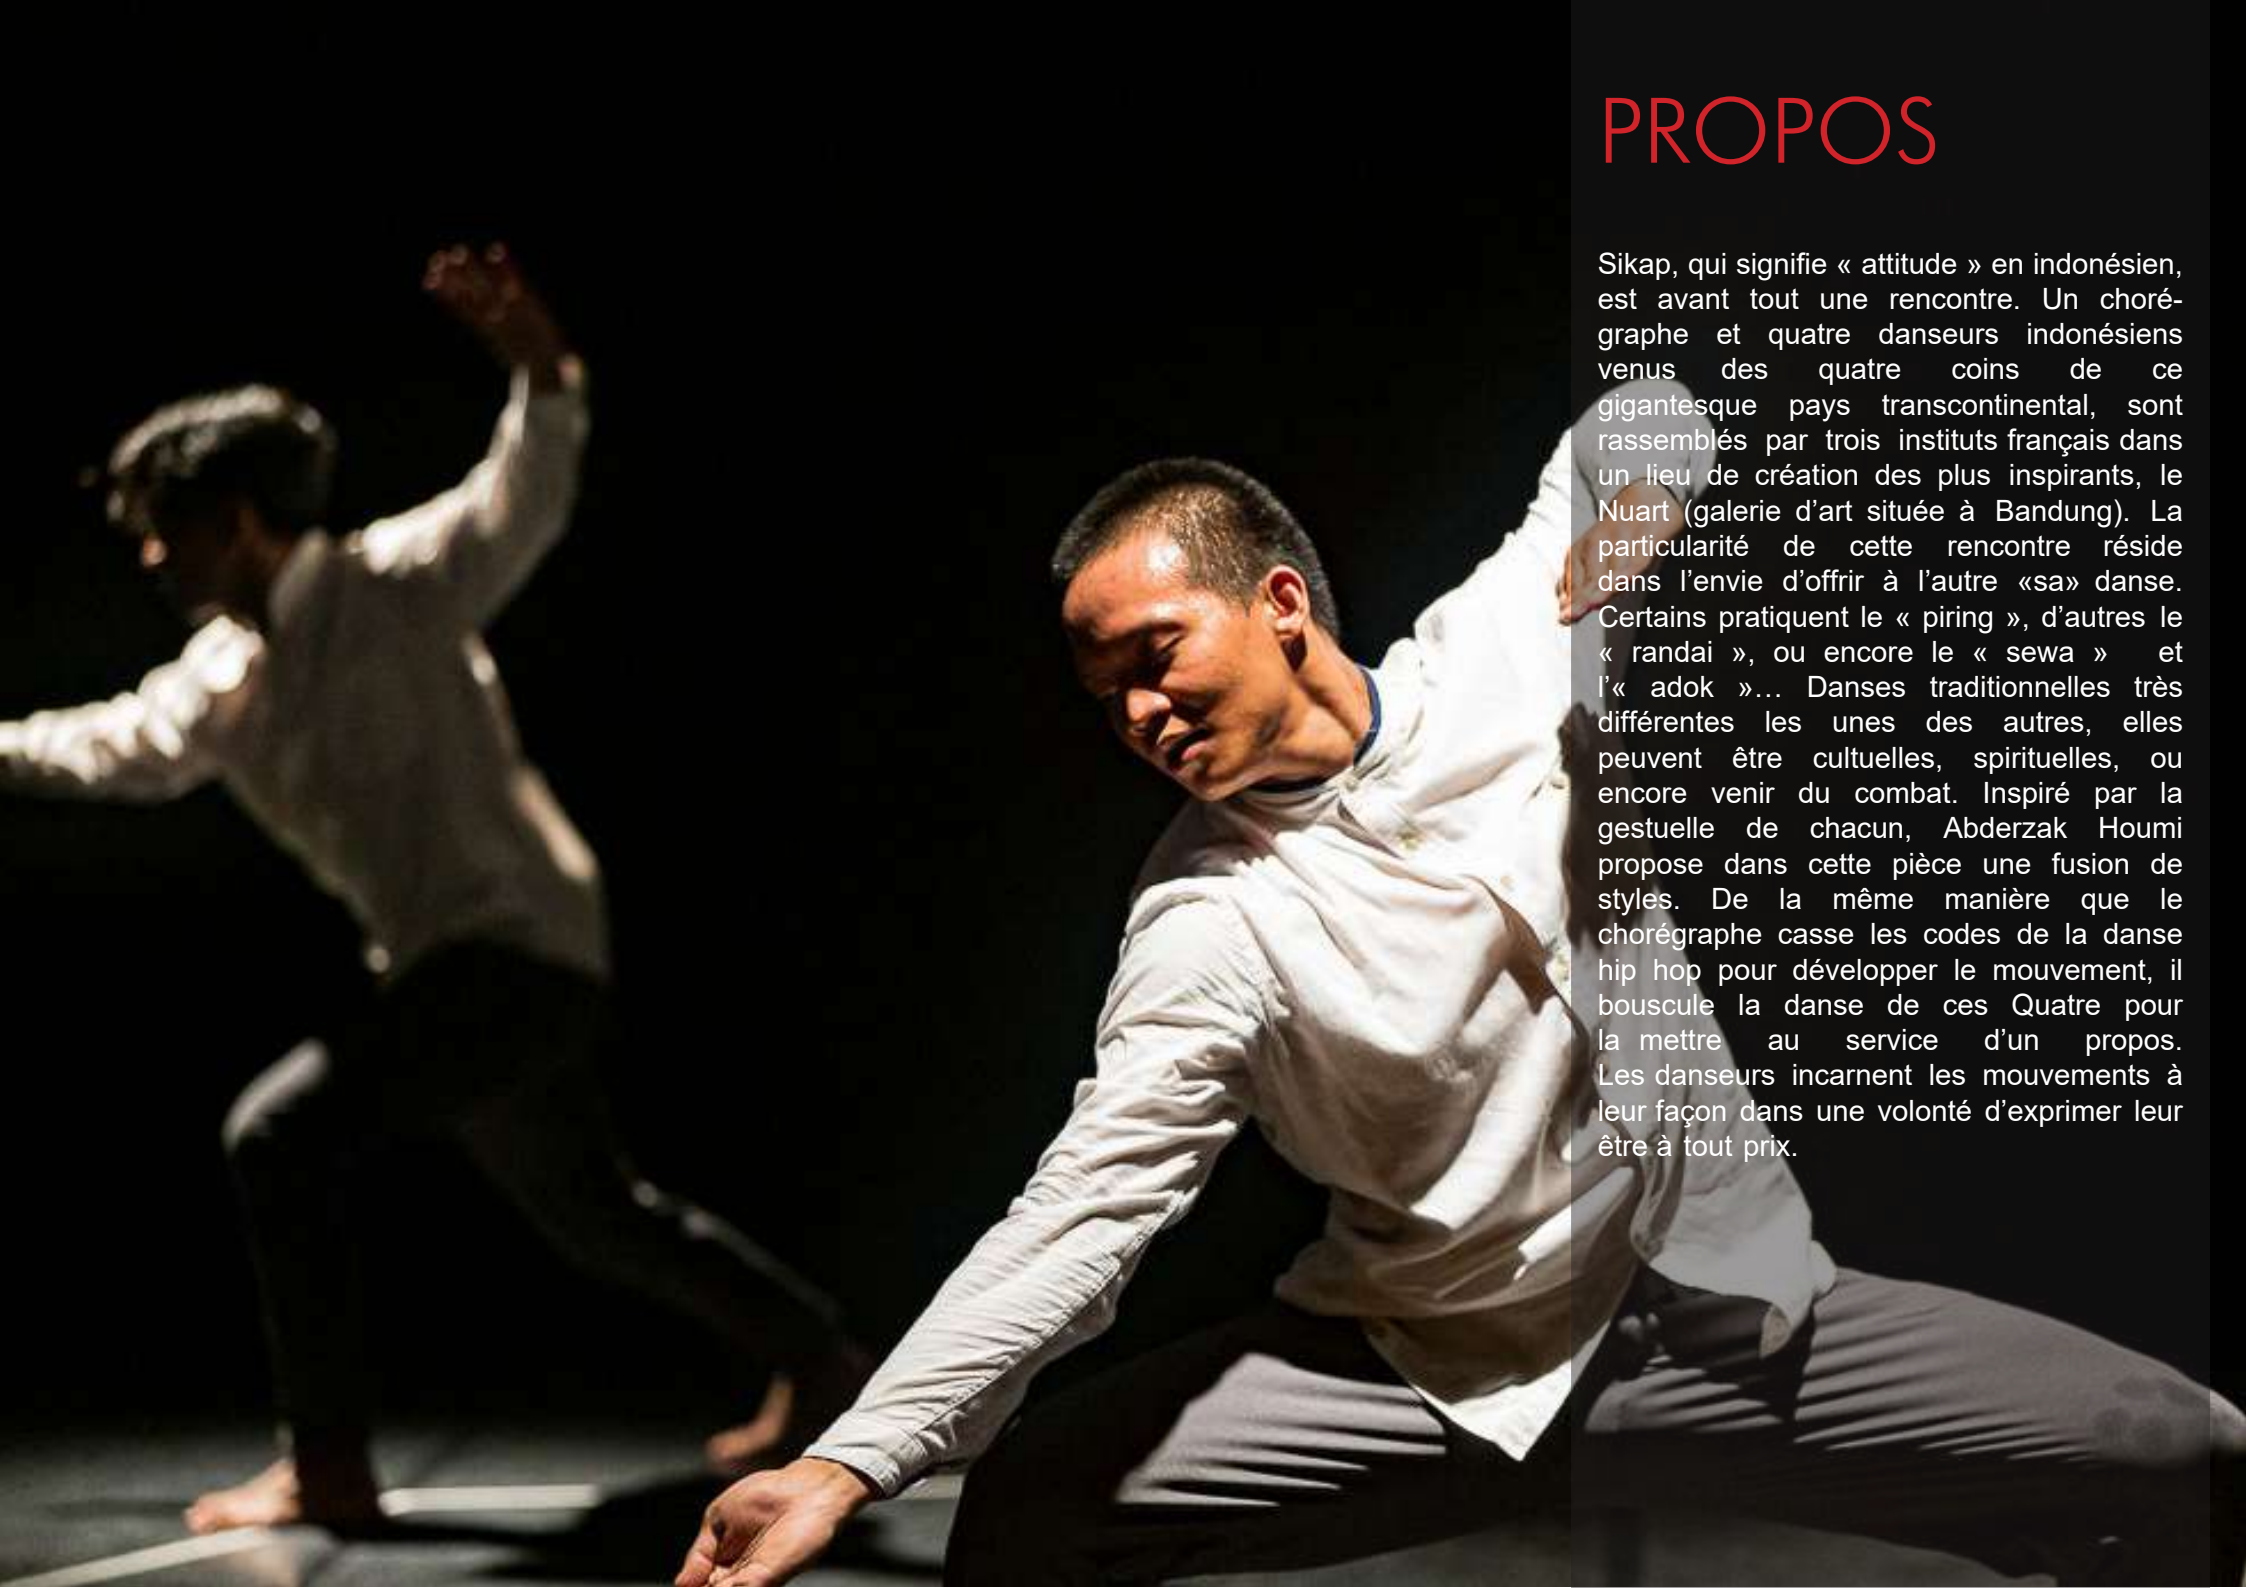 PROPOS
Sikap, qui signifie « attitude » en indonésien,
est avant tout une rencontre. Un choré-
graphe et quatre danseurs indonésiens
venus des quatre coins de ce
gigantesque pays transcontinental, sont
rassemblés par trois instituts français dans
un lieu de création des plus inspirants, le
Nuart (galerie d’art située à Bandung). La
particularité de cette rencontre réside
dans l’envie d’offrir à l’autre «sa» danse.
Certains pratiquent le « piring », d’autres le
« randai », ou encore le « sewa » et
l’« adok »… Danses traditionnelles très
différentes les unes des autres, elles
peuvent être cultuelles, spirituelles, ou
encore venir du combat. Inspiré par la
gestuelle de chacun, Abderzak Houmi
propose dans cette pièce une fusion de
styles. De la même manière que le
chorégraphe casse les codes de la danse
hip hop pour développer le mouvement, il
bouscule la danse de ces Quatre pour
la mettre au service d’un propos.
Les danseurs incarnent les mouvements à
leur façon dans une volonté d’exprimer leur
être à tout prix.